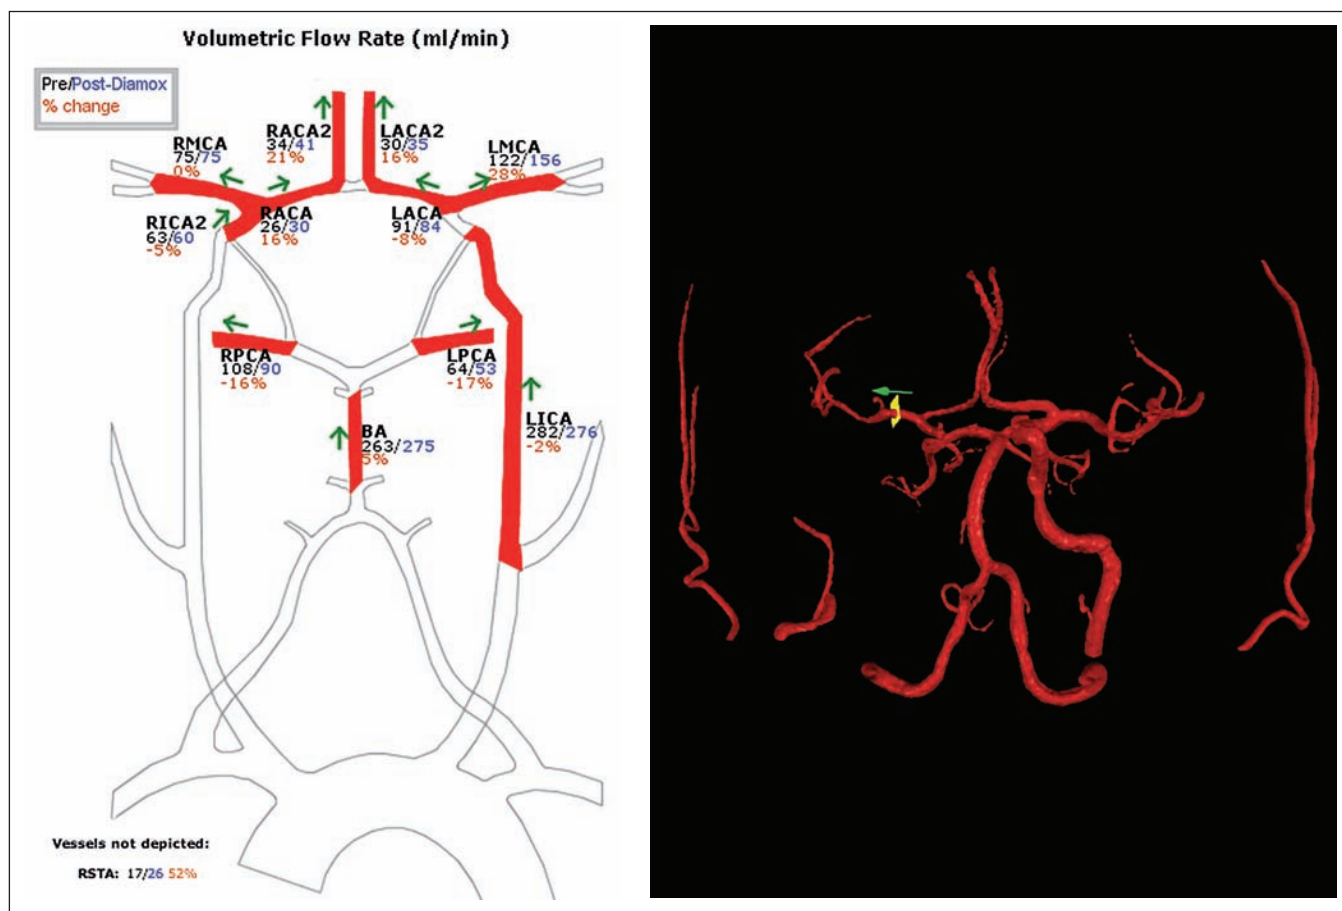 Volumetric Flow Rate (ml/min)
Pre/Post-Diamox
% change
RACA2
34/41
21%
LACA2
30/35
16%
RMCA
75/75
0%
LMCA
122/156
28%
RICA2
63/60
-5%
RACA
26/30
16%
LACA
91/84
-8%
RPCA
108/90
-16%
LPCA
64/53
-17%
BA
263/275
5%
LICA
282/276
-2%
Vessels not depicted:
RSTA: 17/26 52%